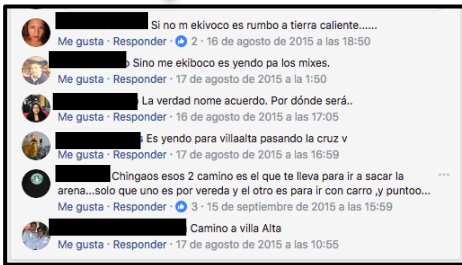 Si no m ekivoco es rumbo a tierra caliente......
Me gusta · Responder · 2 · 16 de agosto de 2015 a las 18:50
Sino me ekiboco es yendo pa los mixes.
Me gusta · Responder · 17 de agosto de 2015 a la 1:50
La verdad nome acuerdo. Por dónde será..
Me gusta · Responder · 16 de agosto de 2015 a las 17:05
Es yendo para villaalta pasando la cruz v
Me gusta · Responder · 17 de agosto de 2015 a las 16:59
Chingaos esos 2 camino es el que te lleva para ir a sacar la
arena...solo que uno es por vereda y el otro es para ir con carro ,y puntoo...
Me gusta · Responder · 3 · 15 de septiembre de 2015 a las 15:59
Camino a villa Alta
Me gusta · Responder · 17 de agosto de 2015 a las 10:55